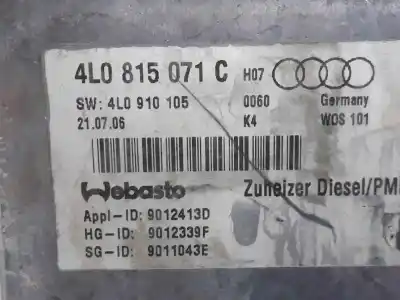 4L0 815 071 C H07
SW: 4L0 910 105 0060 Germany
21.07.06 K4 WOS 101
Webasto Zuheizer Diesel/PM
Appl-ID: 9012413D
HG-ID: 9012339F
SG-ID: 9011043E